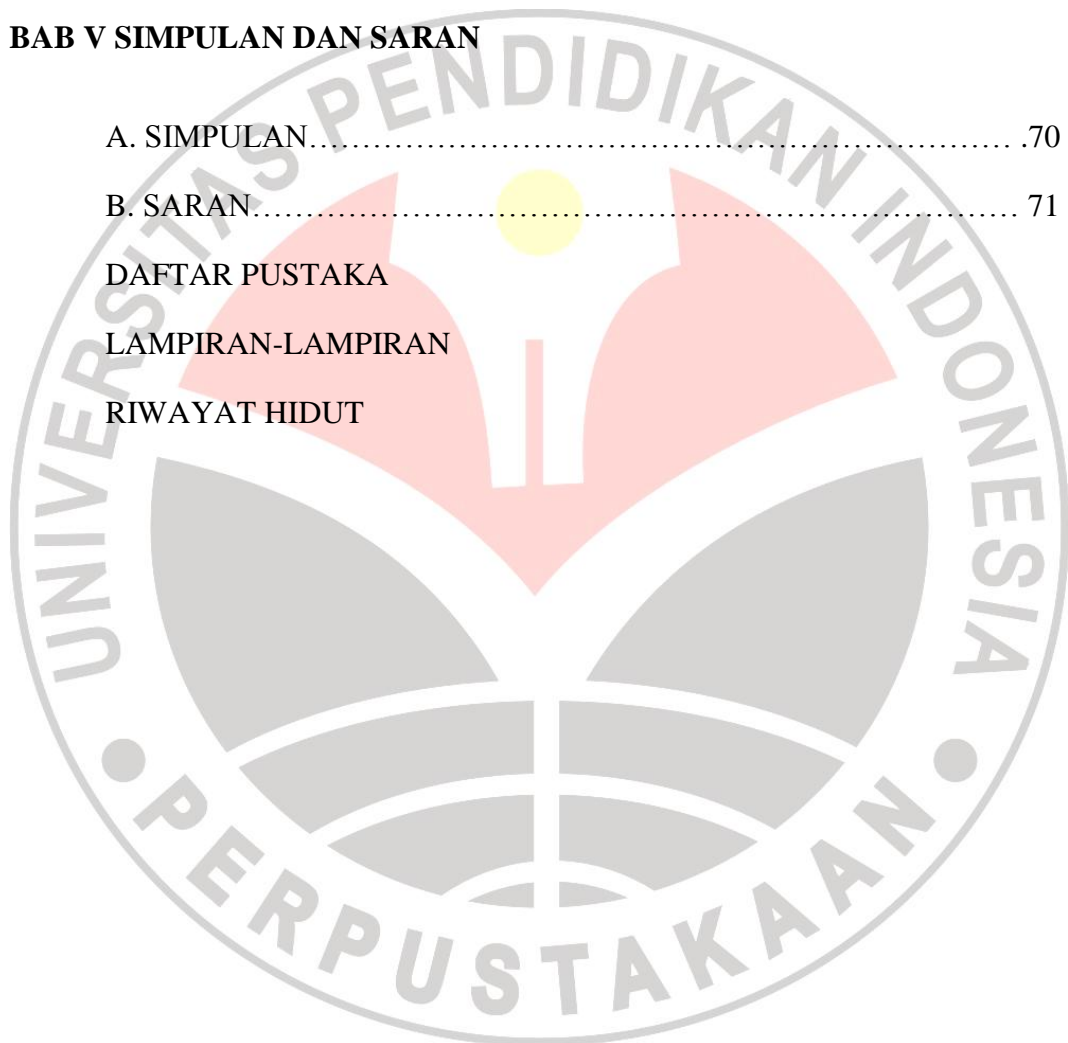 BAB V SIMPULAN DAN SARAN
A. SIMPULAN…………………………………………………………… .70
B. SARAN………………………………………………………………… 71
DAFTAR PUSTAKA
LAMPIRAN-LAMPIRAN
RIWAYAT HIDUT
UNIVERSITAS PENDIDIKAN INDONESIA
PERPUSTAKAAN